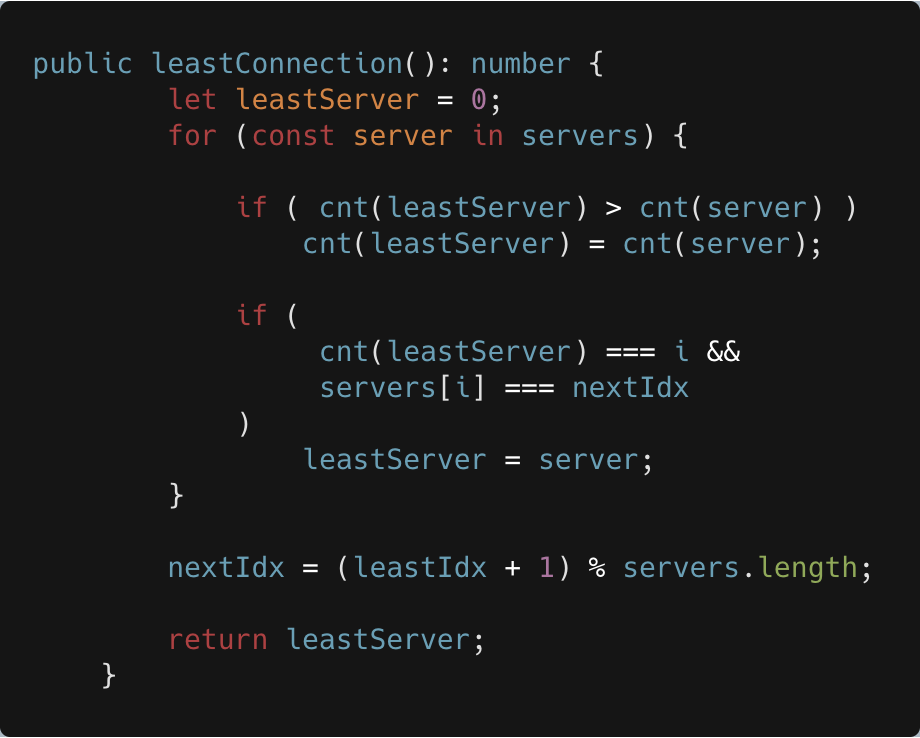 public leastConnection(): number {
let leastServer = 0;
for (const server in servers) {
if ( cnt(leastServer) > cnt(server) )
cnt(leastServer) = cnt(server);
if (
cnt(leastServer) === i &&
servers[i] === nextIdx
)
leastServer = server;
}
nextIdx = (leastIdx + 1) % servers.length;
return leastServer;
}